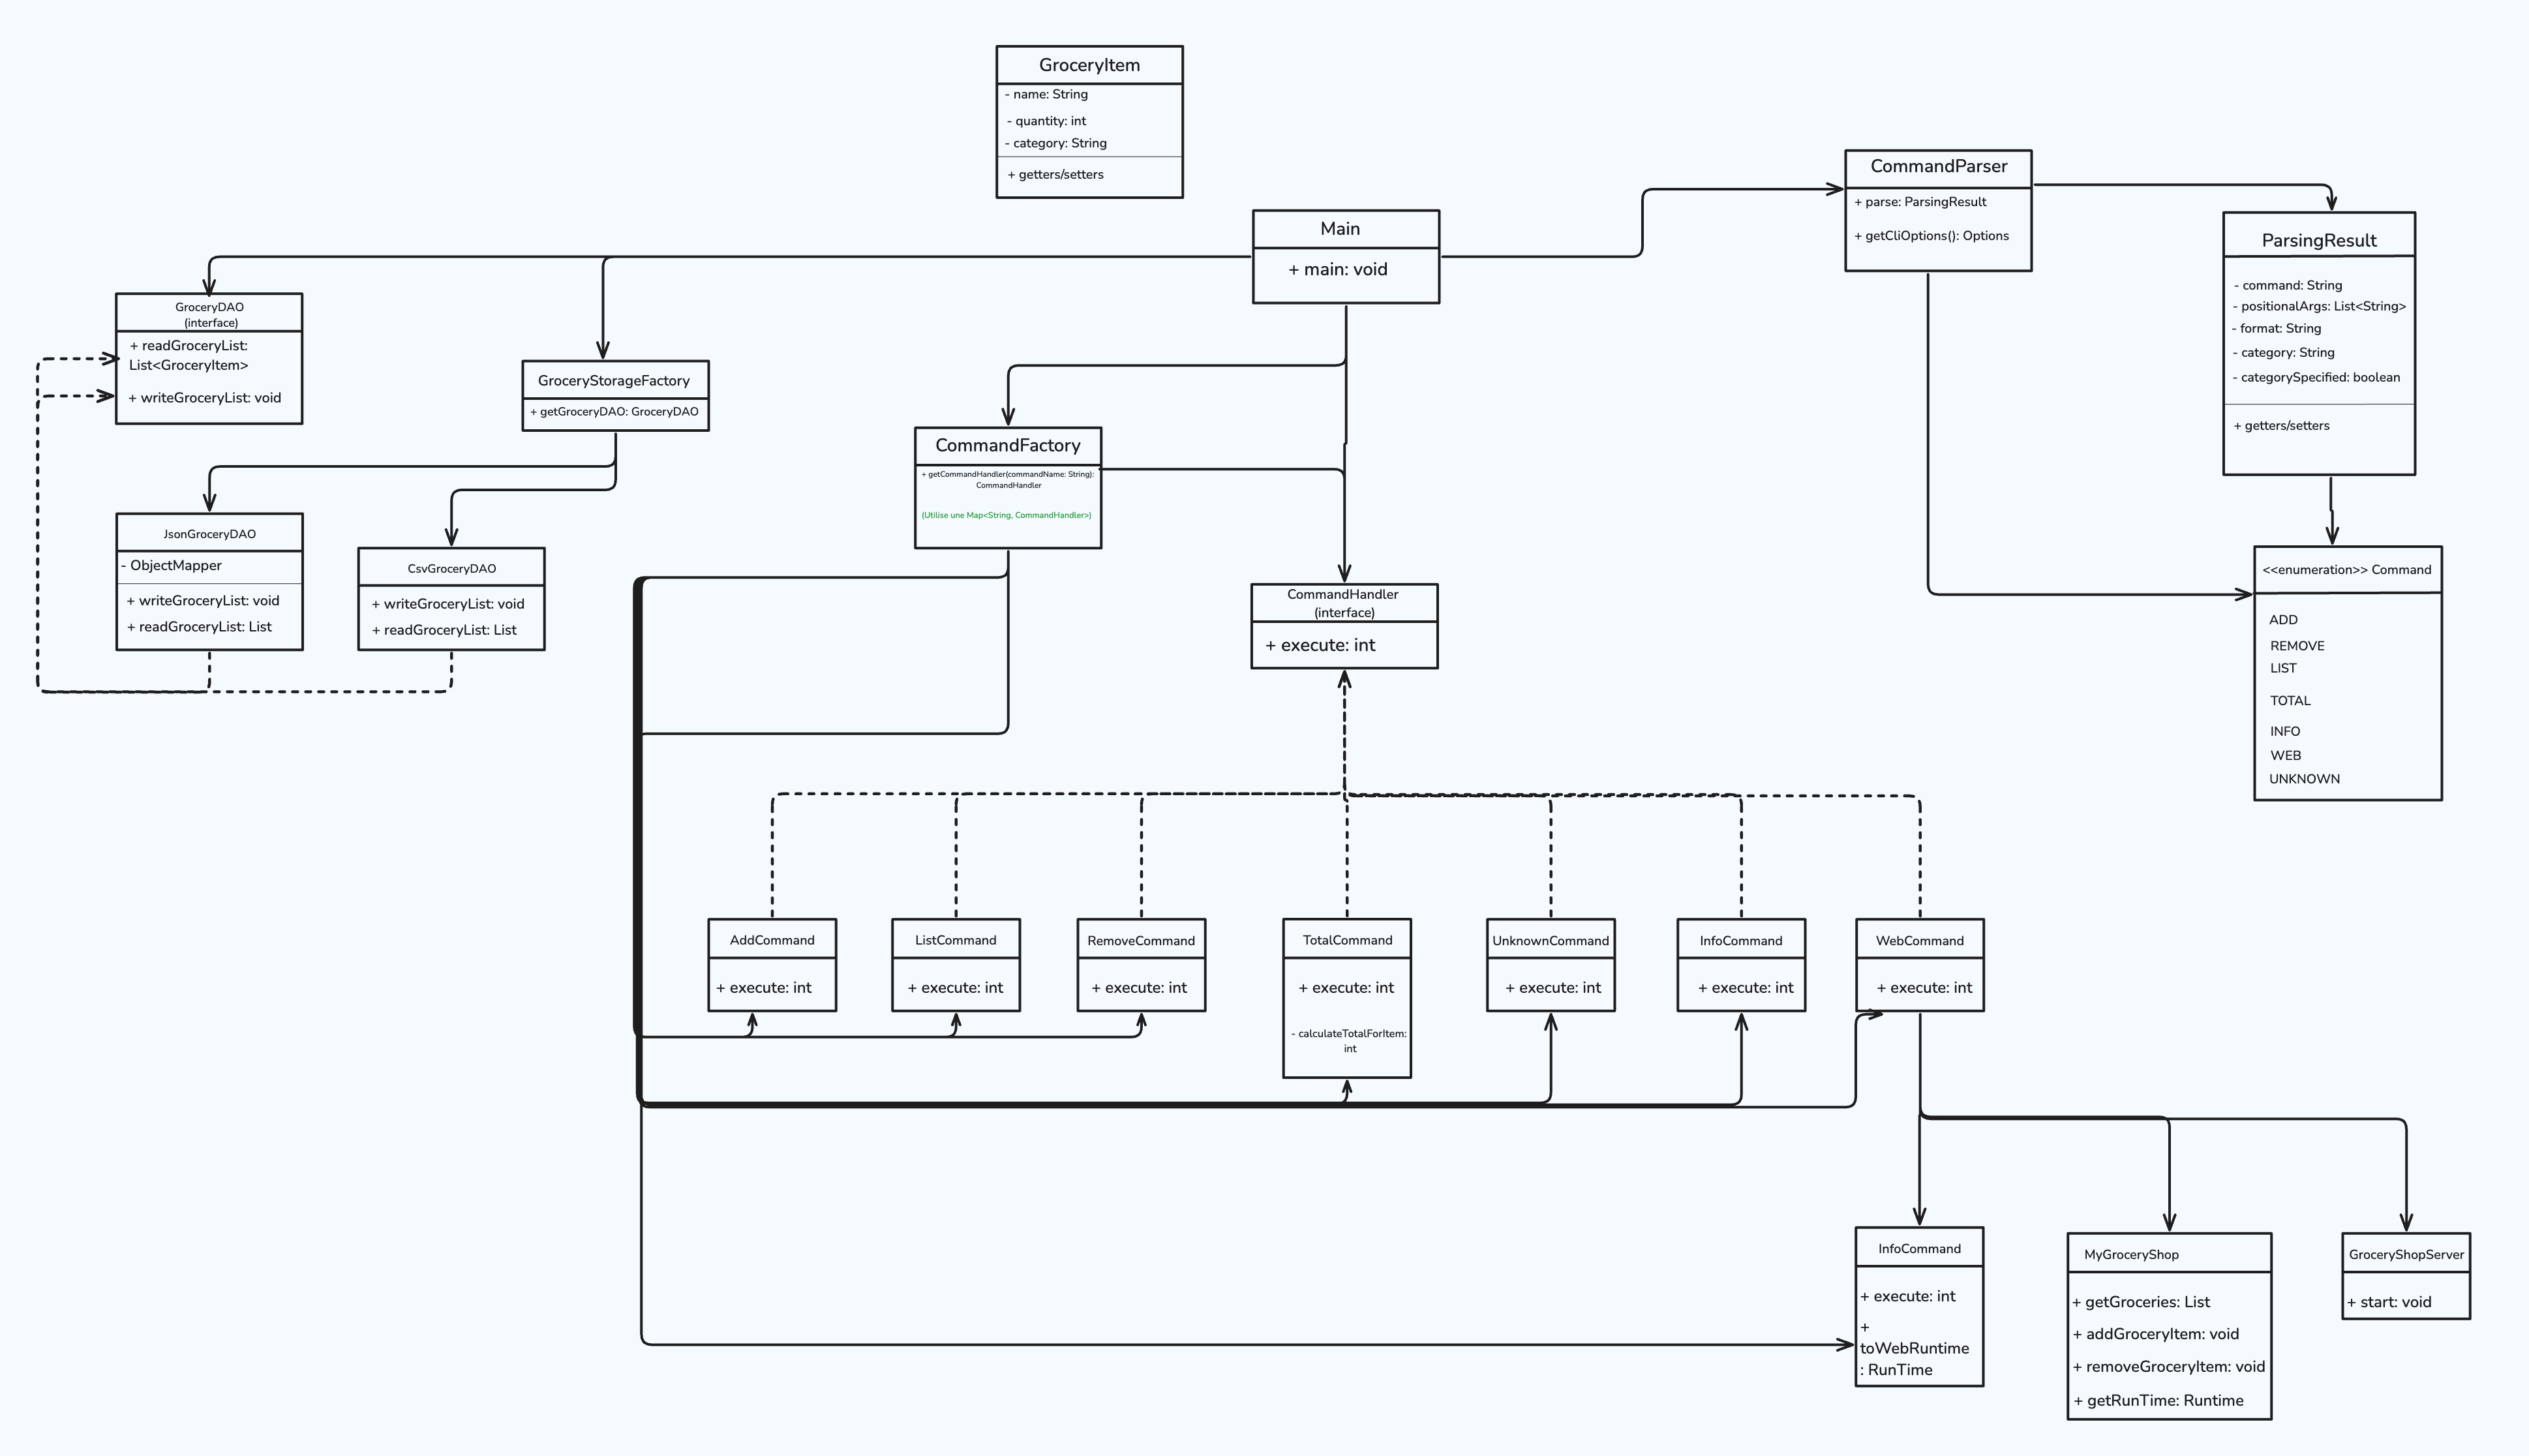 GroceryItem
- name: String
- quantity: int
- category: String
+ getters/setters
Main
+ main: void
CommandParser
+ parse: ParsingResult
+ getCliOptions(): Options
ParsingResult
- command: String
- positionalArgs: List<String>
- format: String
- category: String
- categorySpecified: boolean
+ getters/setters
GroceryDAO
(interface)
+ readGroceryList:
List<GroceryItem>
+ writeGroceryList: void
GroceryStorageFactory
+ getGroceryDAO: GroceryDAO
CommandFactory
+ getCommandHandler(commandName: String):
CommandHandler
(Utilise une Map<String, CommandHandler>)
JsonGroceryDAO
- ObjectMapper
+ writeGroceryList: void
+ readGroceryList: List
CsvGroceryDAO
+ writeGroceryList: void
+ readGroceryList: List
CommandHandler
(interface)
+ execute: int
<<enumeration>> Command
ADD
REMOVE
LIST
TOTAL
INFO
WEB
UNKNOWN
AddCommand
+ execute: int
ListCommand
+ execute: int
RemoveCommand
+ execute: int
TotalCommand
+ execute: int
- calculateTotalForItem:
int
UnknownCommand
+ execute: int
InfoCommand
+ execute: int
WebCommand
+ execute: int
InfoCommand
+ execute: int
+
toWebRuntime
: RunTime
MyGroceryShop
+ getGroceries: List
+ addGroceryItem: void
+ removeGroceryItem: void
+ getRunTime: Runtime
GroceryShopServer
+ start: void